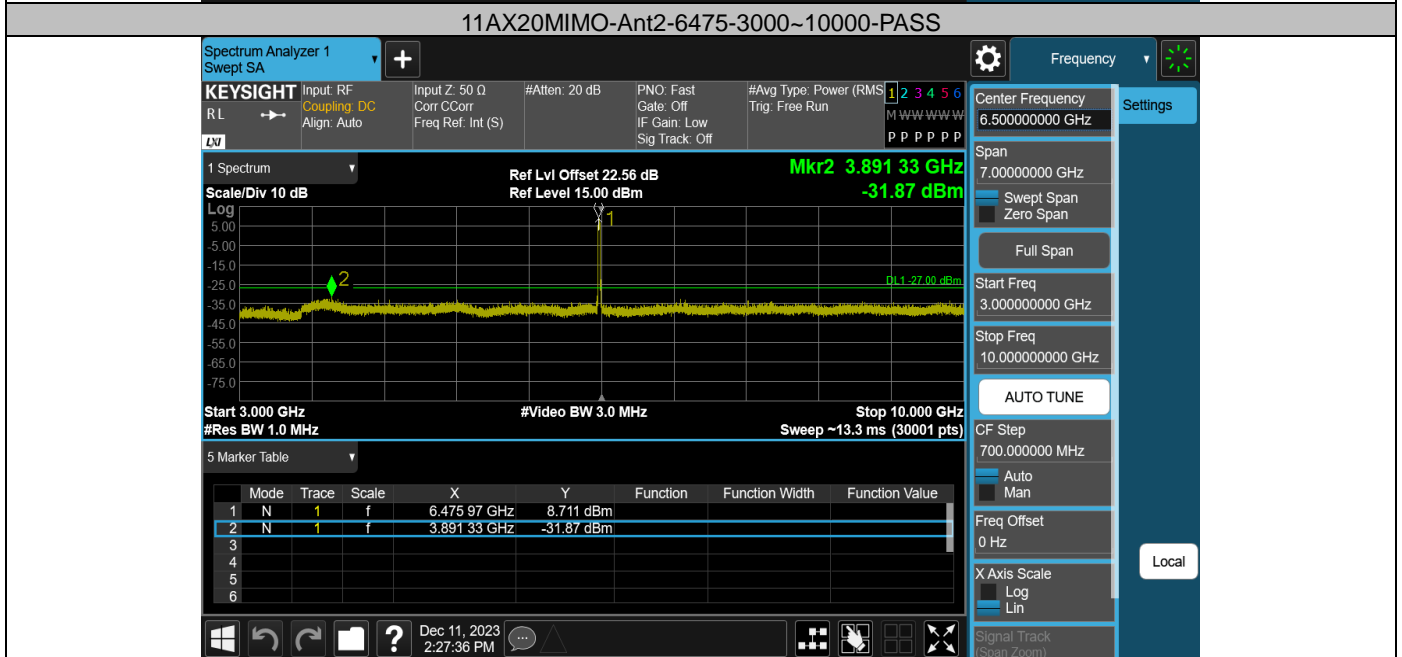 11AX20MIMO-Ant2-6475-3000~10000-PASS
Spectrum Analyzer 1
Swept SA
Frequency
KEYSIGHT
RL
LXI
Input: RF
Coupling: DC
Align: Auto
Input Z: 50 Ω
Corr CCorr
Freq Ref: Int (S)
#Atten: 20 dB
PNO: Fast
Gate: Off
IF Gain: Low
Sig Track: Off
#Avg Type: Power (RMS
Trig: Free Run
1 2 3 4 5 6
M W W W W W
P P P P P P
1 Spectrum
Scale/Div 10 dB
Ref Lvl Offset 22.56 dB
Ref Level 15.00 dBm
Mkr2 3.891 33 GHz
-31.87 dBm
Log
5.00
-5.00
-15.0
-25.0
-35.0
-45.0
-55.0
-65.0
-75.0
1
2
DL1 -27.00 dBm
Start 3.000 GHz
#Video BW 3.0 MHz
Stop 10.000 GHz
#Res BW 1.0 MHz
Sweep ~13.3 ms (30001 pts)
5 Marker Table
Mode Trace Scale X Y Function Function Width Function Value
1 N 1 f 6.475 97 GHz 8.711 dBm
2 N 1 f 3.891 33 GHz -31.87 dBm
3
4
5
6
Dec 11, 2023
2:27:36 PM
Center Frequency
6.500000000 GHz
Settings
Span
7.00000000 GHz
Swept Span
Zero Span
Full Span
Start Freq
3.000000000 GHz
Stop Freq
10.000000000 GHz
AUTO TUNE
CF Step
700.000000 MHz
Auto
Man
Freq Offset
0 Hz
Local
X Axis Scale
Log
Lin
Signal Track
(Span Zoom)